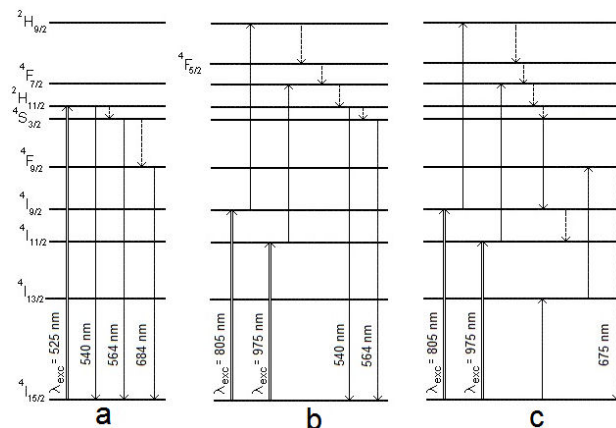 ²H₉/₂
⁴F₇/₂
²H₁₁/₂
⁴S₃/₂
⁴F₉/₂
⁴I₉/₂
⁴I₁₁/₂
⁴I₁₃/₂
⁴I₁₅/₂
λexc = 525 nm
540 nm
564 nm
684 nm
a
⁴F₅/₂
λexc = 805 nm
λexc = 975 nm
540 nm
564 nm
b
λexc = 805 nm
λexc = 975 nm
675 nm
c